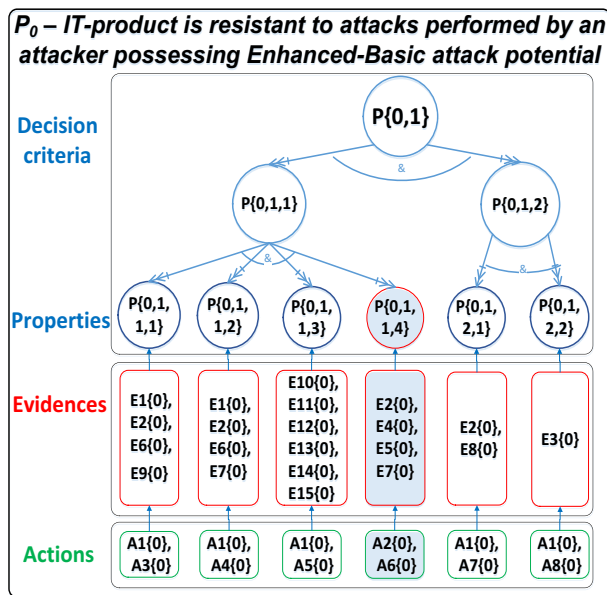 P₀ – IT-product is resistant to attacks performed by an
attacker possessing Enhanced-Basic attack potential
Decision
criteria
P{0,1}
&
P{0,1,1}
P{0,1,2}
&
&
Properties
P{0,1,
1,1}
P{0,1,
1,2}
P{0,1,
1,3}
P{0,1,
1,4}
P{0,1,
2,1}
P{0,1,
2,2}
Evidences
E1{0},
E2{0},
E6{0},
E9{0}
E1{0},
E2{0},
E6{0},
E7{0}
E10{0},
E11{0},
E12{0},
E13{0},
E14{0},
E15{0}
E2{0},
E4{0},
E5{0},
E7{0}
E2{0},
E8{0}
E3{0}
Actions
A1{0},
A3{0}
A1{0},
A4{0}
A1{0},
A5{0}
A2{0},
A6{0}
A1{0},
A7{0}
A1{0},
A8{0}